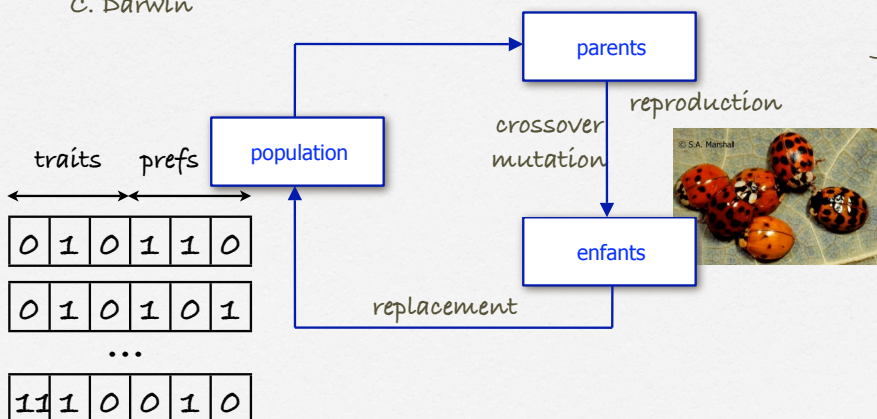 C. Darwin
parents
reproduction
crossover
mutation
© S.A. Marshall
traits prefs
population
0 1 0 1 1 0
enfants
0 1 0 1 0 1
replacement
...
11 1 0 0 1 0